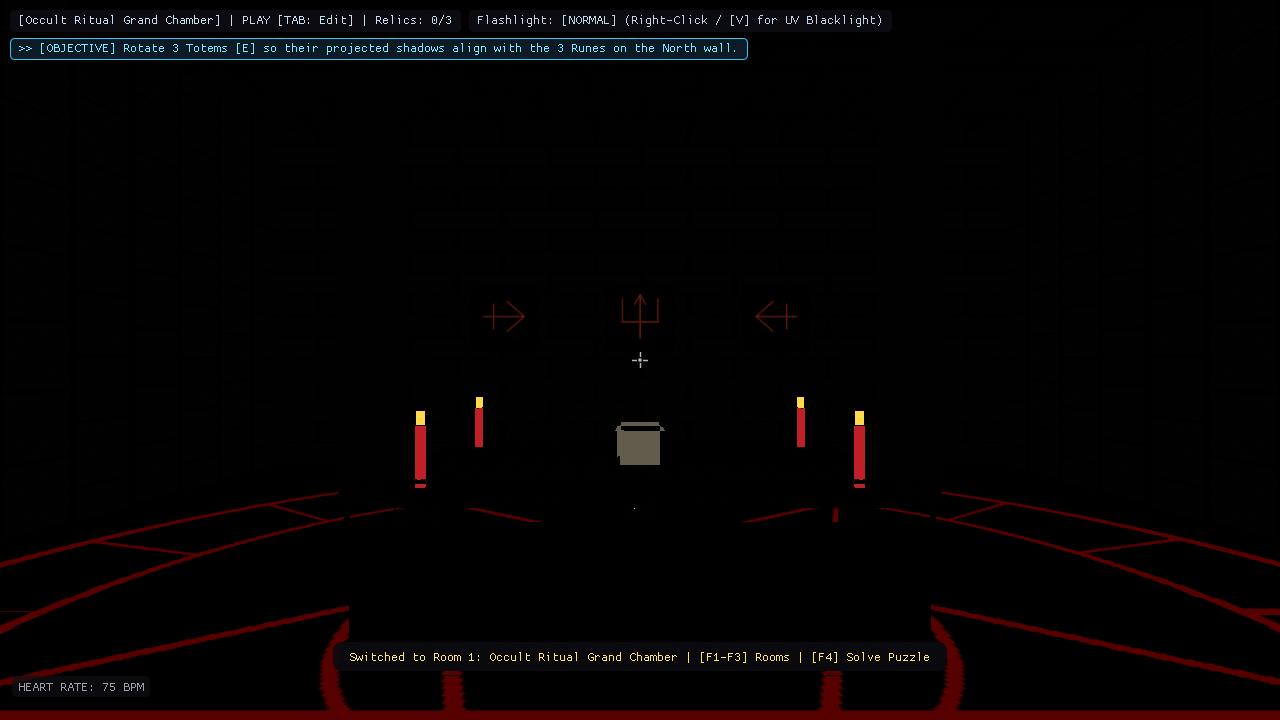 [Occult Ritual Grand Chamber] | PLAY [TAB: Edit] | Relics: 0/3
Flashlight: [NORMAL] (Right-Click / [V] for UV Blacklight)
>> [OBJECTIVE] Rotate 3 Totems [E] so their projected shadows align with the 3 Runes on the North wall.
Switched to Room 1: Occult Ritual Grand Chamber | [F1-F3] Rooms | [F4] Solve Puzzle
HEART RATE: 75 BPM